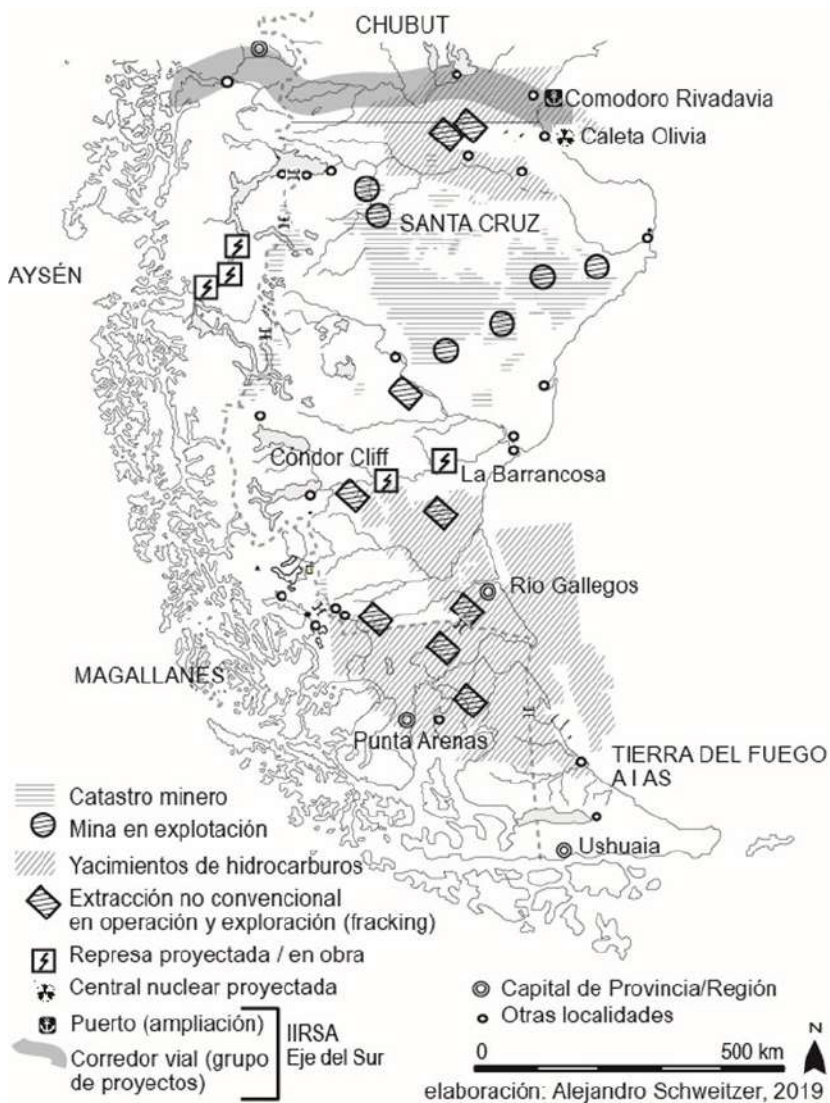 CHUBUT
Comodoro Rivadavia
Caleta Olivia
SANTA CRUZ
AYSÉN
Cóndor Cliff
La Barrancosa
Río Gallegos
MAGALLANES
Punta Arenas
TIERRA DEL FUEGO
A I AS
Ushuaia
Catastro minero
Mina en explotación
Yacimientos de hidrocarburos
Extracción no convencional
en operación y exploración (fracking)
Represa proyectada / en obra
Central nuclear proyectada
Puerto (ampliación)
Corredor vial (grupo
de proyectos)
IIRSA
Eje del Sur
Capital de Provincia/Región
Otras localidades
0 500 km
N
elaboración: Alejandro Schweitzer, 2019